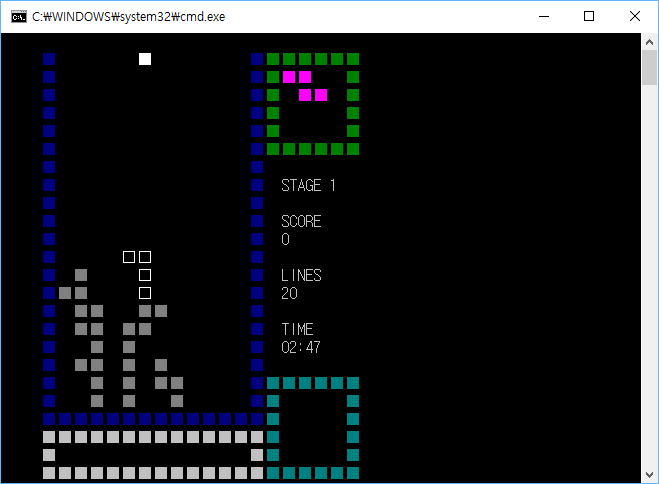 C:₩WINDOWS₩system32₩cmd.exe
STAGE 1
SCORE
0
LINES
20
TIME
02:47